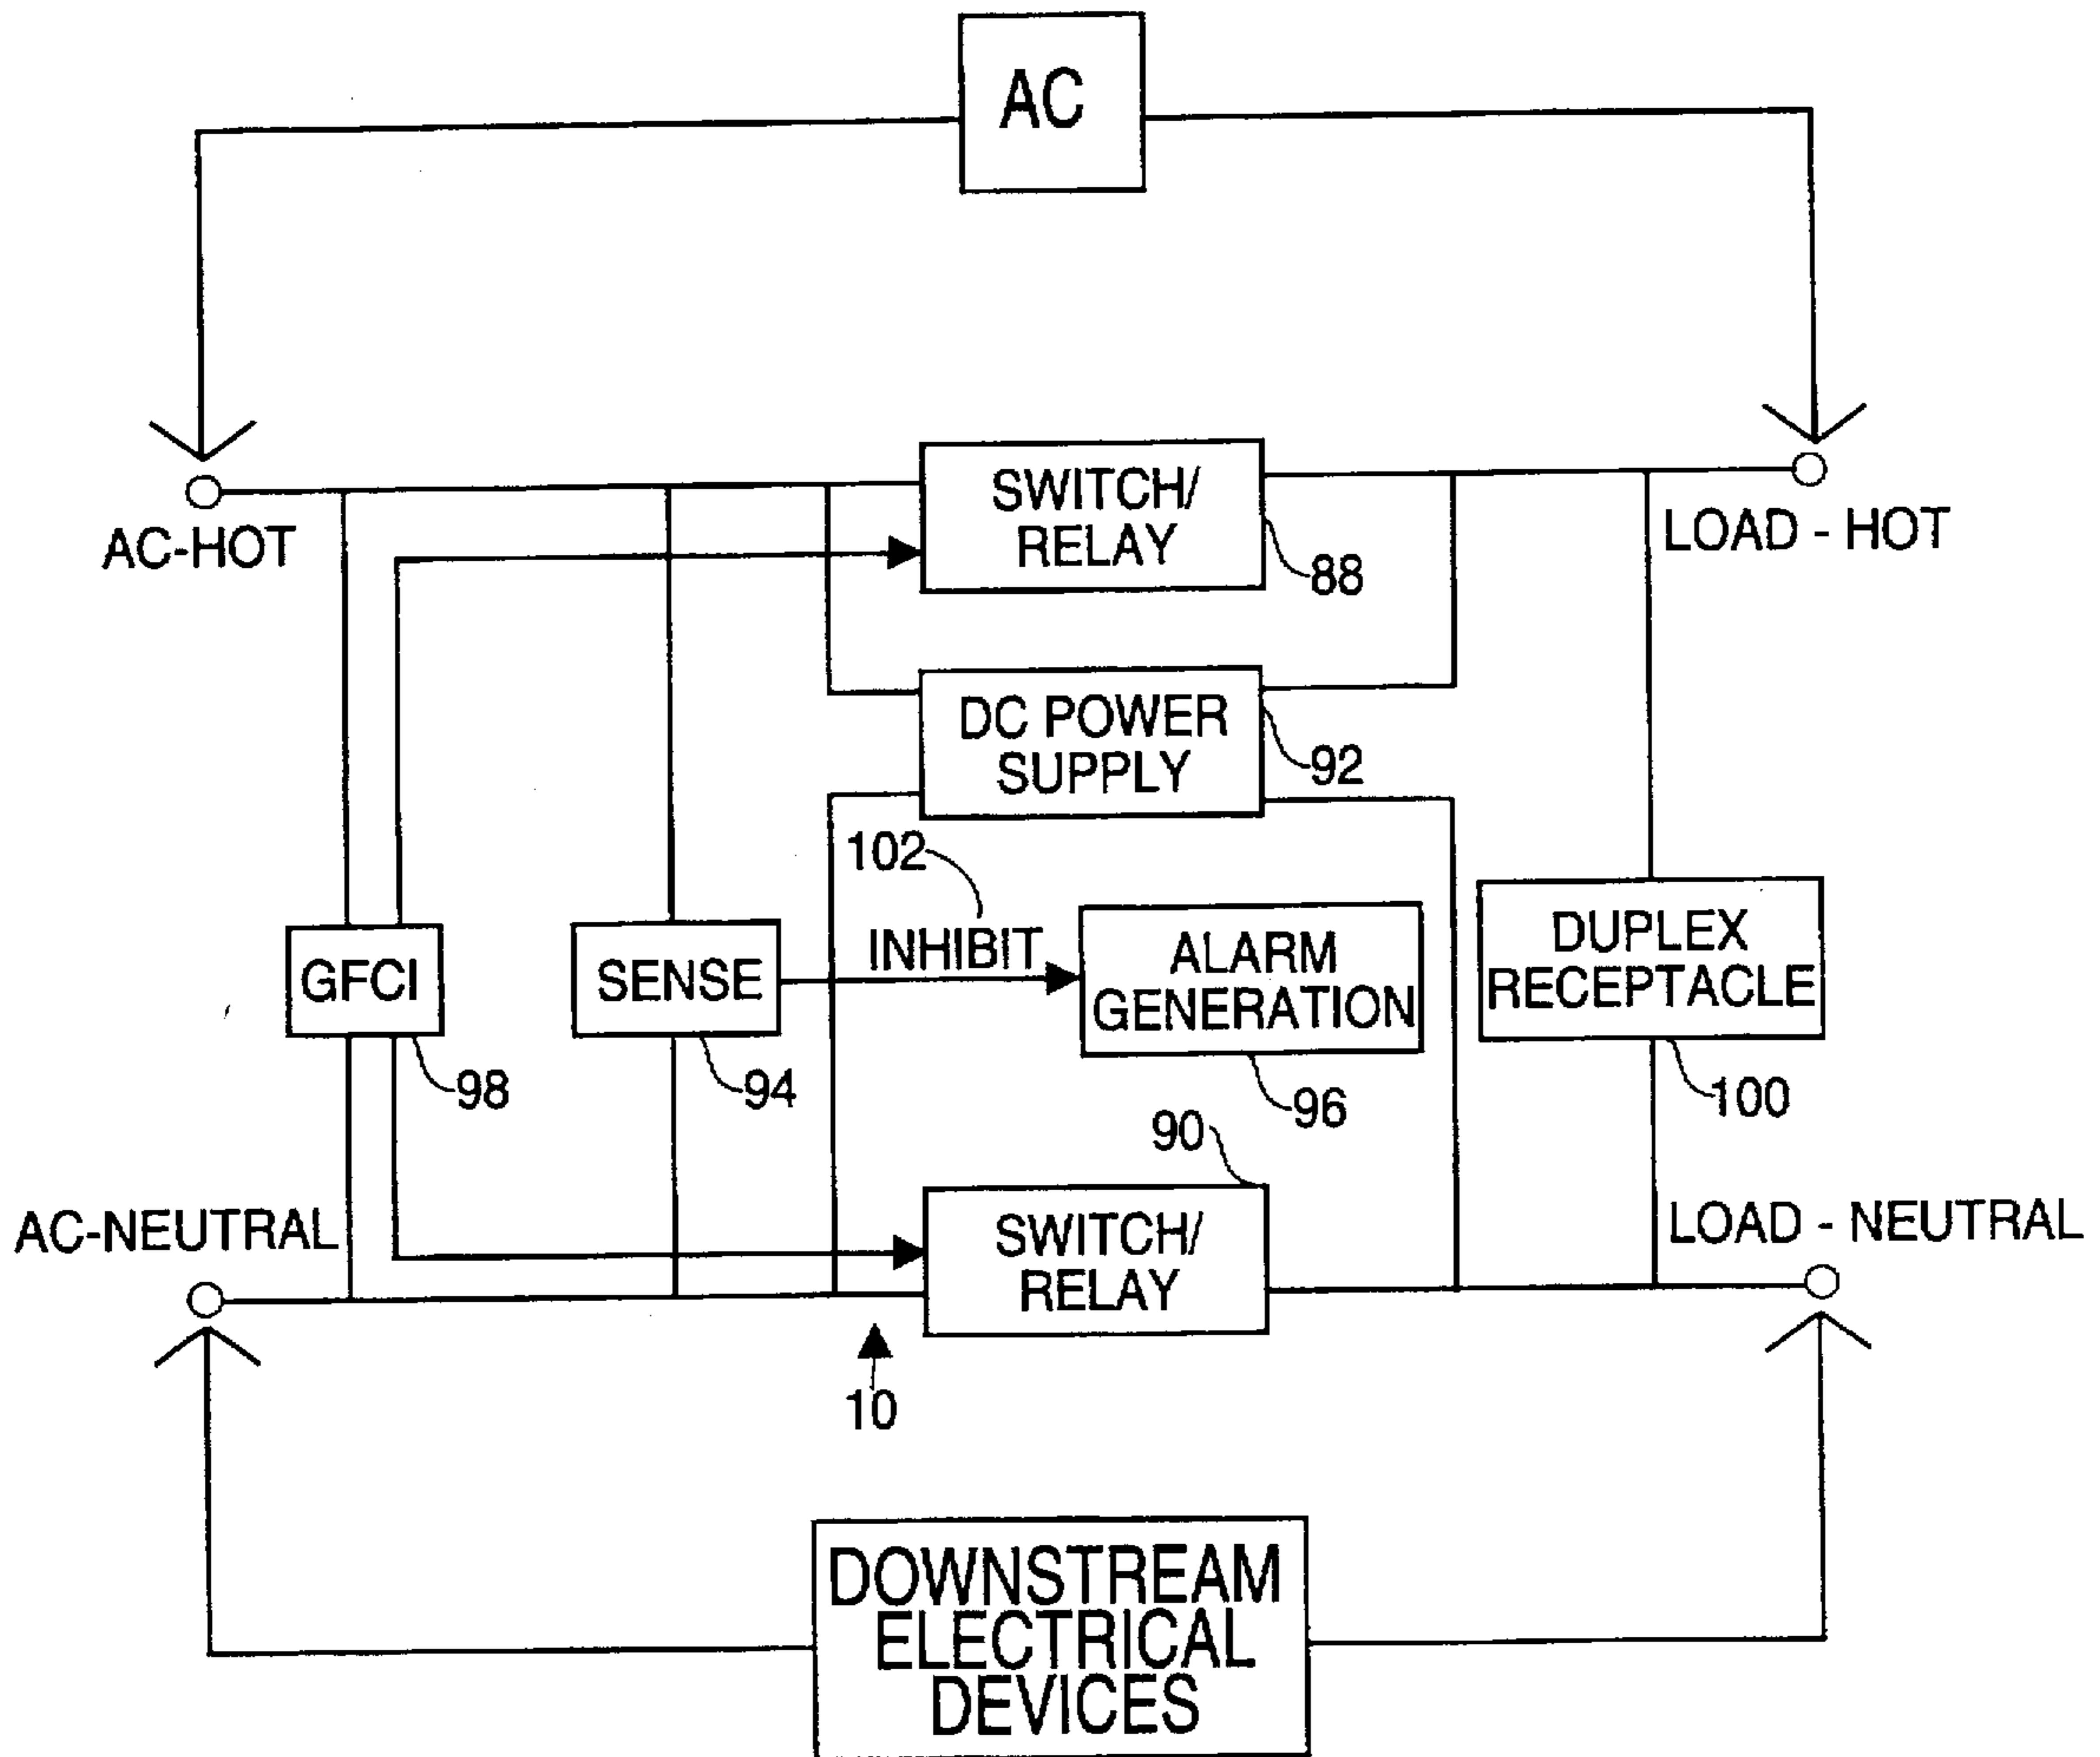 AC
AC-HOT
SWITCH/
RELAY
88
LOAD - HOT
DC POWER
SUPPLY
92
102
INHIBIT
GFCI
98
SENSE
94
ALARM
GENERATION
96
DUPLEX
RECEPTACLE
100
90
AC-NEUTRAL
SWITCH/
RELAY
LOAD - NEUTRAL
10
DOWNSTREAM
ELECTRICAL
DEVICES